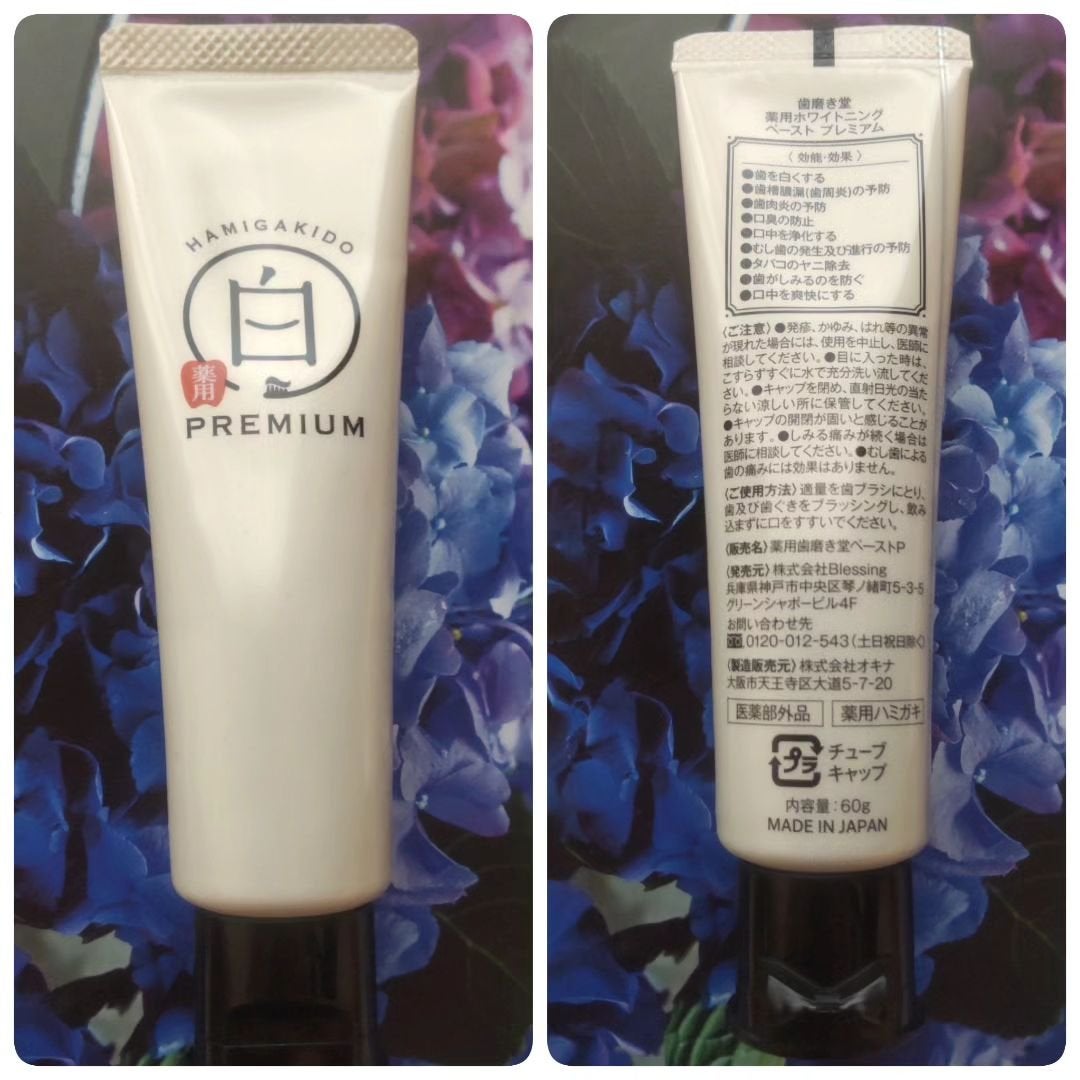 HAMIGAKIDO
白
薬用
PREMIUM
歯磨き堂
薬用ホワイトニング
ペースト プレミアム
〈 効能・効果 〉
●歯を白くする
●歯槽膿漏(歯周炎)の予防
●歯肉炎の予防
●口臭の防止
●口中を浄化する
●むし歯の発生及び進行の予防
●タバコのヤニ除去
●歯がしみるのを防ぐ
●口中を爽快にする
〈ご注意〉●発疹、かゆみ、はれ等の異常
が現れた場合には、使用を中止し、医師に
相談してください。●目に入った時は、
こすらずすぐに水で充分洗い流してくだ
さい。●キャップを閉め、直射日光の当た
らない涼しい所に保管してください。
●キャップの開閉が固いと感じることが
あります。●しみる痛みが続く場合は
医師に相談してください。●むし歯による
歯の痛みには効果はありません。
〈ご使用方法〉適量を歯ブラシにとり、
歯及び歯ぐきをブラッシングし、飲み
込まずに口をすすいでください。
〈販売名〉薬用歯磨き堂ペーストP
〈発売元〉株式会社Blessing
兵庫県神戸市中央区琴ノ緒町5-3-5
グリーンシャポービル4F
お問い合わせ先
0120-012-543(土日祝日除く)
〈製造販売元〉株式会社オキナ
大阪市天王寺区大道5-7-20
医薬部外品 薬用ハミガキ
プラ チューブ
キャップ
内容量:60g
MADE IN JAPAN